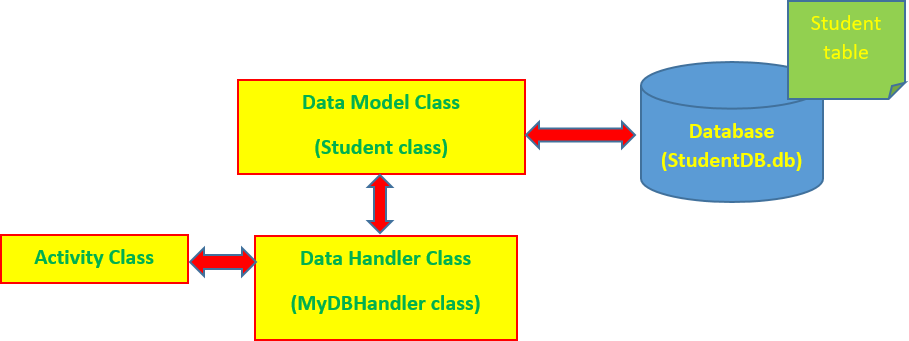 Student
table
Data Model Class
(Student class)
Database
(StudentDB.db)
Activity Class
Data Handler Class
(MyDBHandler class)